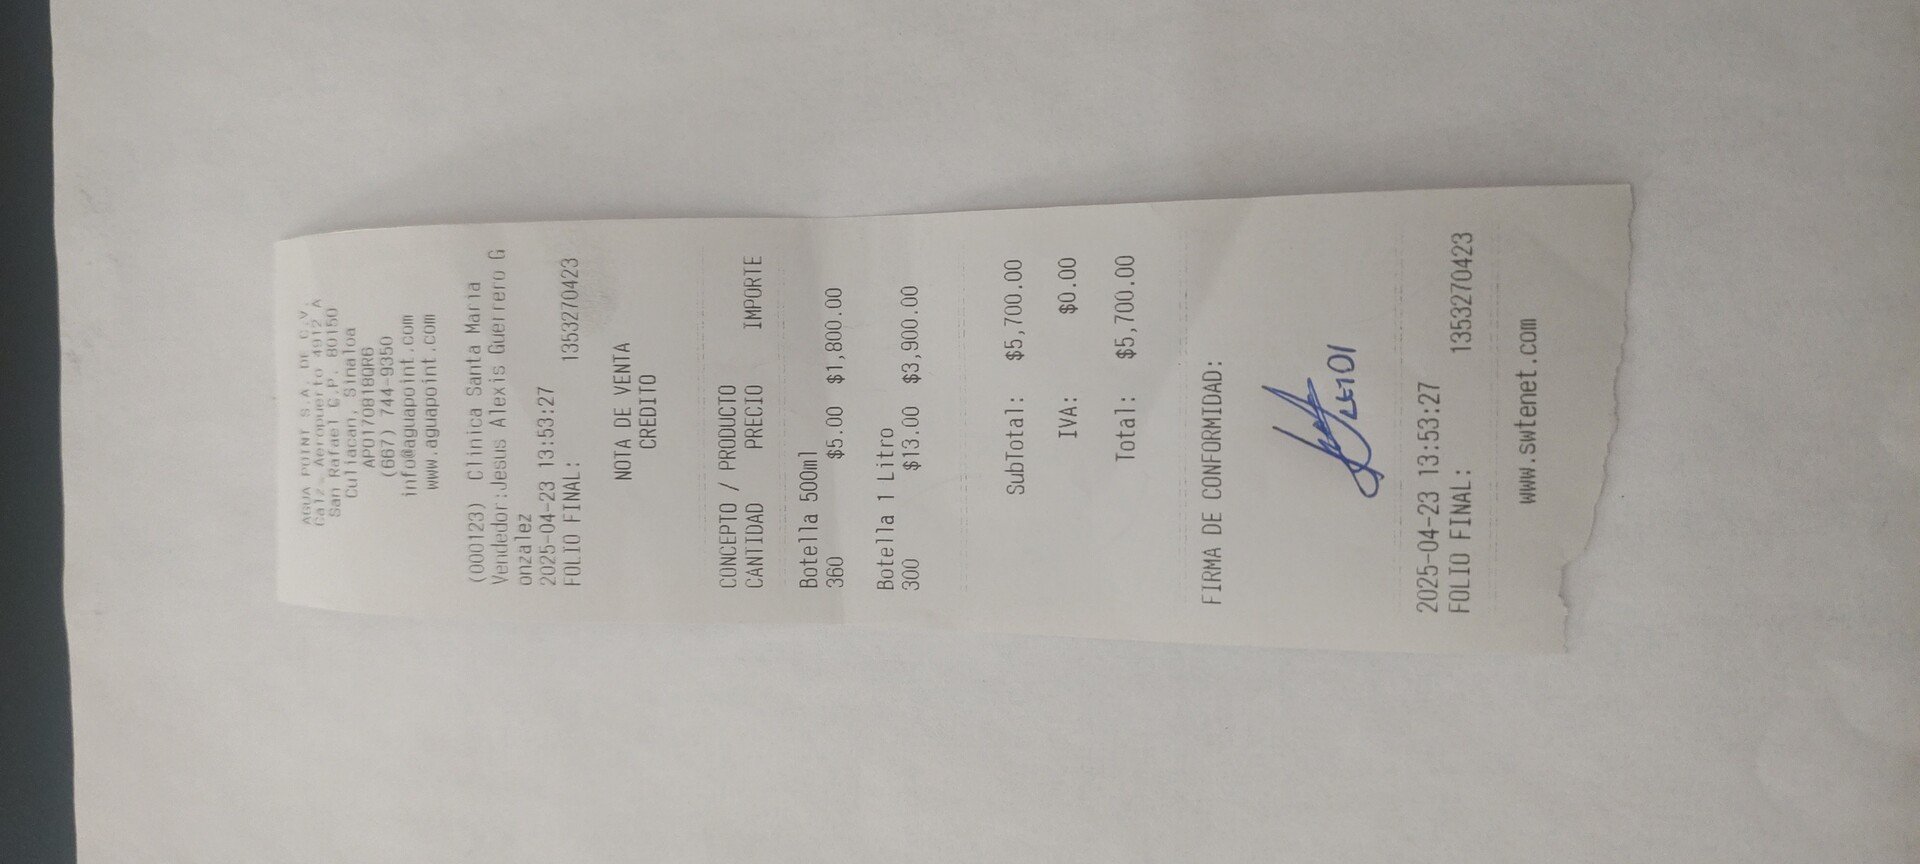 AGUA POINT S.A. DE C.V.
Calz. Aeropuerto 4912 A
San Rafael C.P. 80150
Culiacan, Sinaloa
APO170818QR6
(667) 744-9350
info@aguapoint.com
www.aguapoint.com
(000123) Clinica Santa Maria
Vendedor:Jesus Alexis Guerrero G
onzalez
2025-04-23 13:53:27
FOLIO FINAL: 1353270423
NOTA DE VENTA
CREDITO
CONCEPTO / PRODUCTO
CANTIDAD PRECIO IMPORTE
Botella 500ml
360 $5.00 $1,800.00
Botella 1 Litro
300 $13.00 $3,900.00
SubTotal: $5,700.00
IVA: $0.00
Total: $5,700.00
FIRMA DE CONFORMIDAD:
2025-04-23 13:53:27
FOLIO FINAL: 1353270423
www.swtenet.com